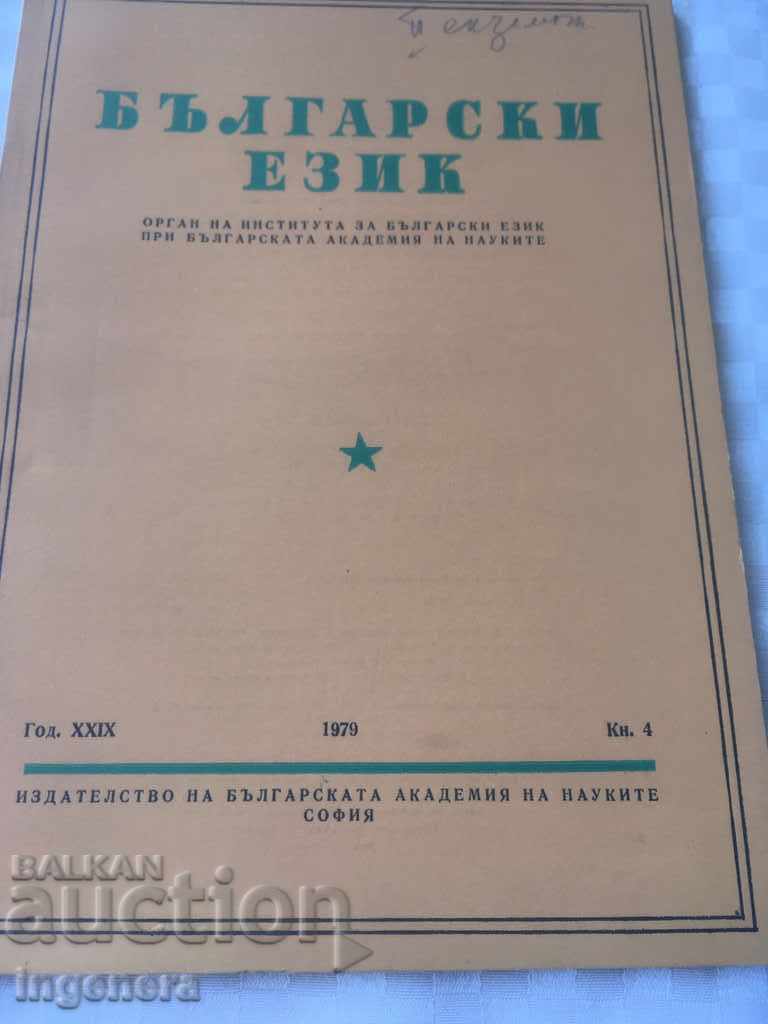 БЪЛГАРСКИ
ЕЗИК
ОРГАН НА ИНСТИТУТА ЗА БЪЛГАРСКИ ЕЗИК
ПРИ БЪЛГАРСКАТА АКАДЕМИЯ НА НАУКИТЕ
Год. XXIX 1979 Кн. 4
ИЗДАТЕЛСТВО НА БЪЛГАРСКАТА АКАДЕМИЯ НА НАУКИТЕ
СОФИЯ
BALKAN
auction
ingenera